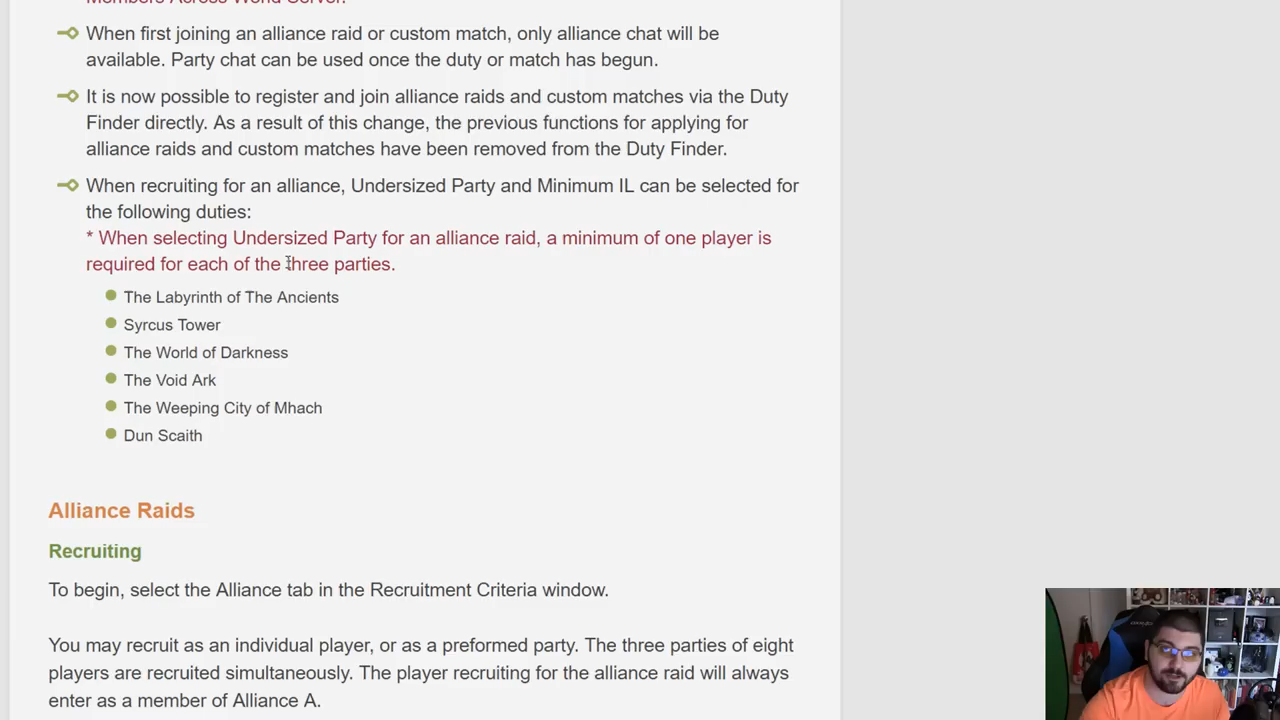 Members Across World Server.
When first joining an alliance raid or custom match, only alliance chat will be
available. Party chat can be used once the duty or match has begun.
It is now possible to register and join alliance raids and custom matches via the Duty
Finder directly. As a result of this change, the previous functions for applying for
alliance raids and custom matches have been removed from the Duty Finder.
When recruiting for an alliance, Undersized Party and Minimum IL can be selected for
the following duties:
* When selecting Undersized Party for an alliance raid, a minimum of one player is
required for each of the three parties.
The Labyrinth of The Ancients
Syrcus Tower
The World of Darkness
The Void Ark
The Weeping City of Mhach
Dun Scaith
Alliance Raids
Recruiting
To begin, select the Alliance tab in the Recruitment Criteria window.
You may recruit as an individual player, or as a preformed party. The three parties of eight
players are recruited simultaneously. The player recruiting for the alliance raid will always
enter as a member of Alliance A.